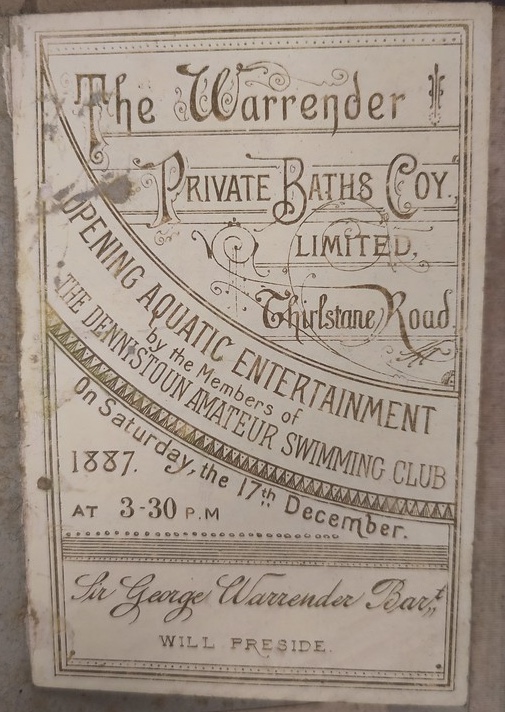 The Warrender
PRIVATE BATHS COY.,
LIMITED,
Thirlstane Road.
OPENING AQUATIC ENTERTAINMENT
by the Members of
THE DENNISTOUN AMATEUR SWIMMING CLUB
On Saturday, the 17th December.
1887.
AT 3-30 P.M
Sir George Warrender Bart,,
WILL PRESIDE.